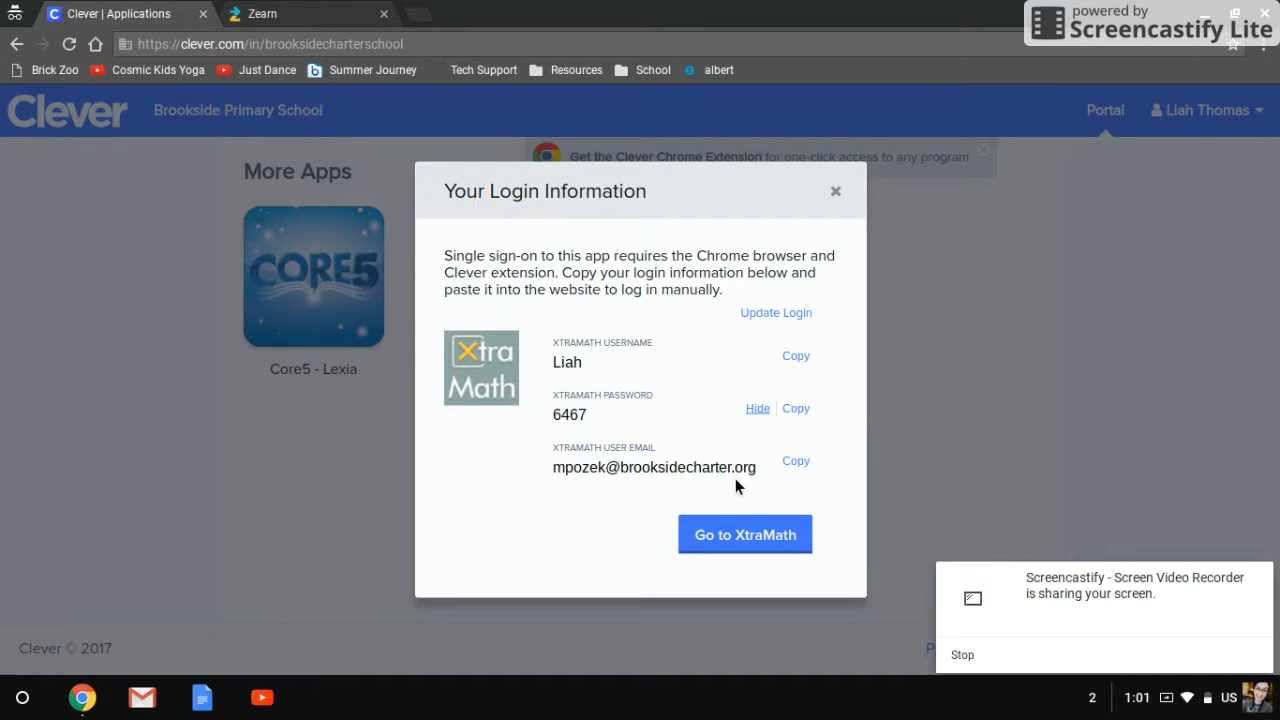 Clever | Applications
Zearn
powered by
Screencastify Lite
https://clever.com/in/brooksidecharterschool
Brick Zoo Cosmic Kids Yoga Just Dance Summer Journey Tech Support Resources School albert
Clever Brookside Primary School Portal Liah Thomas
Get the Clever Chrome Extension for one-click access to any program
More Apps
CORE5
Core5 - Lexia
Your Login Information
Single sign-on to this app requires the Chrome browser and
Clever extension. Copy your login information below and
paste it into the website to log in manually.
Update Login
Xtra
Math
XTRAMATH USERNAME
Liah
Copy
XTRAMATH PASSWORD
6467
Hide Copy
XTRAMATH USER EMAIL
mpozek@brooksidecharter.org
Copy
Go to XtraMath
Screencastify - Screen Video Recorder
is sharing your screen.
Stop
Clever © 2017
2 1:01 US